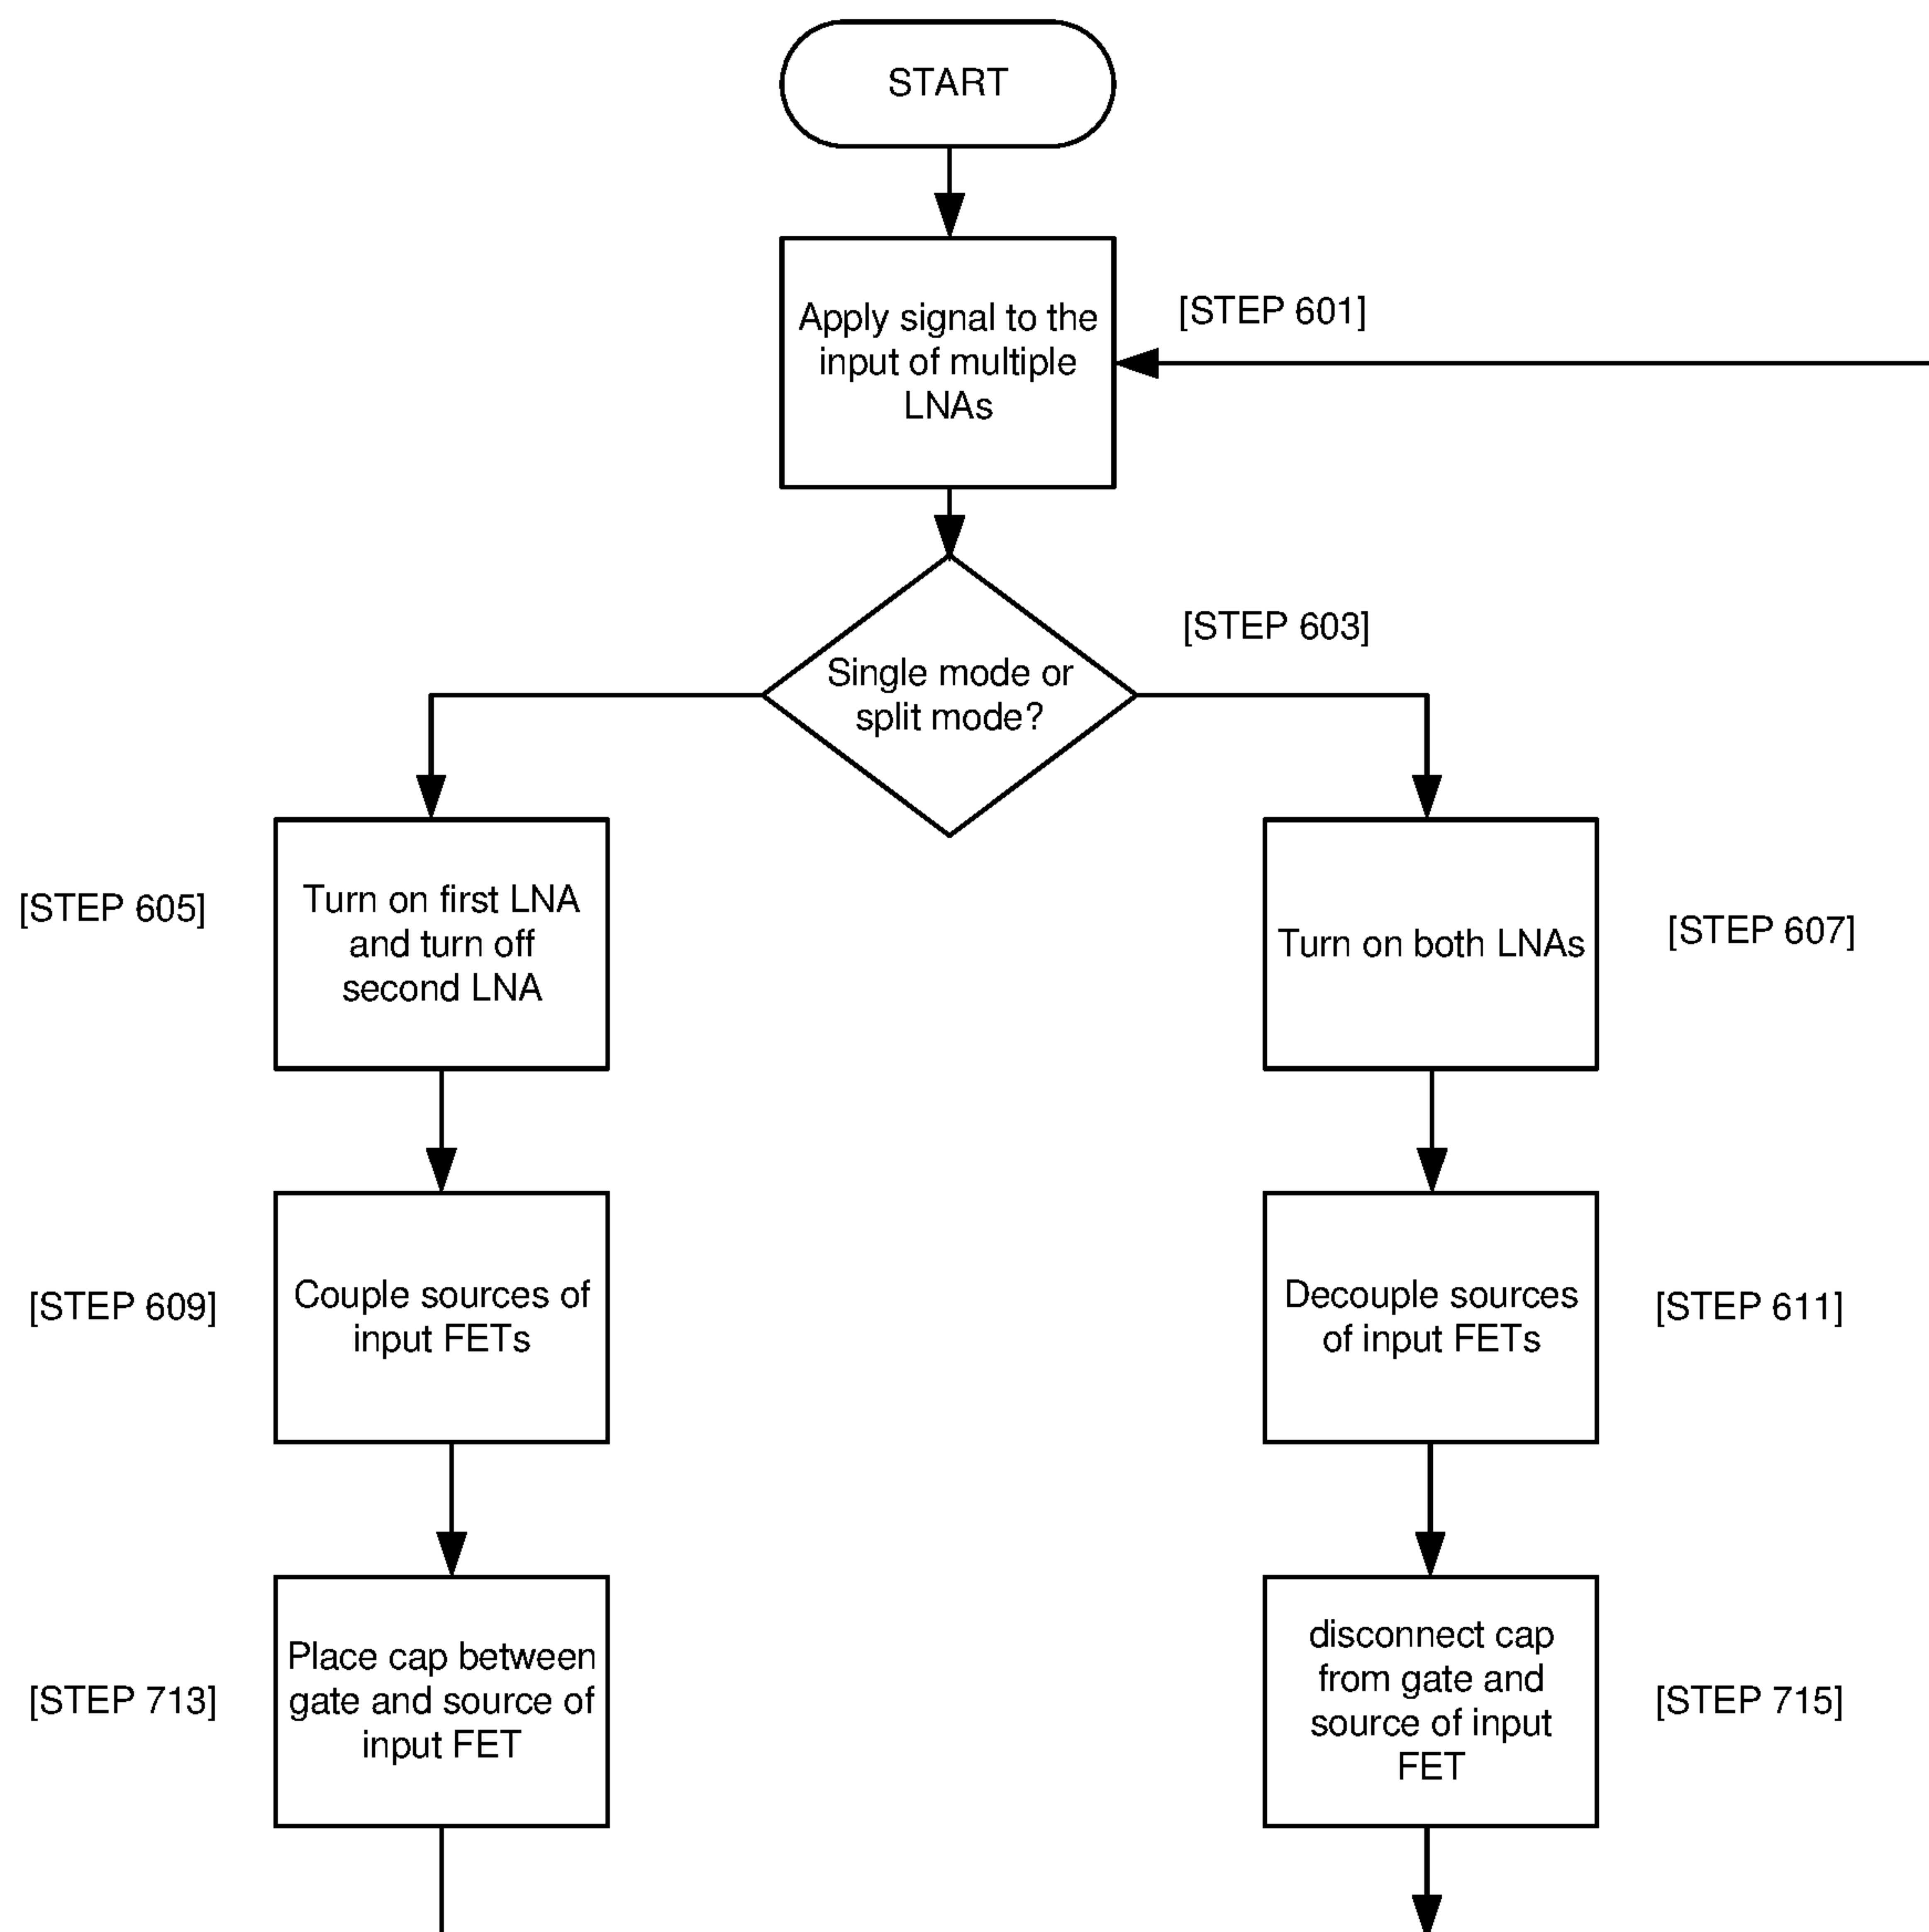 START
Apply signal to the
input of multiple
LNAs
[STEP 601]
Single mode or
split mode?
[STEP 603]
[STEP 605]
Turn on first LNA
and turn off
second LNA
Turn on both LNAs
[STEP 607]
[STEP 609]
Couple sources of
input FETs
Decouple sources
of input FETs
[STEP 611]
[STEP 713]
Place cap between
gate and source of
input FET
disconnect cap
from gate and
source of input
FET
[STEP 715]